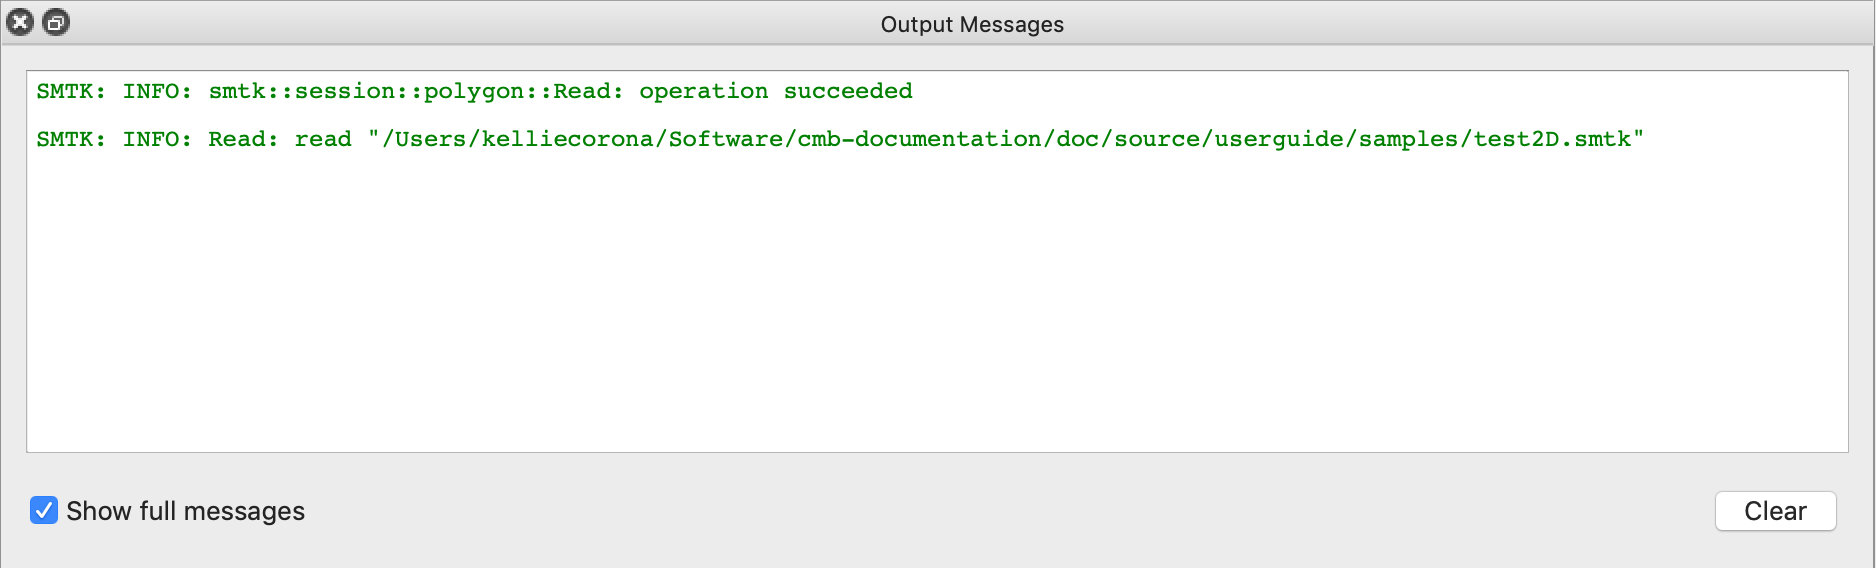 Output Messages
SMTK: INFO: smtk::session::polygon::Read: operation succeeded
SMTK: INFO: Read: read "/Users/kelliecorona/Software/cmb-documentation/doc/source/userguide/samples/test2D.smtk"
Show full messages
Clear